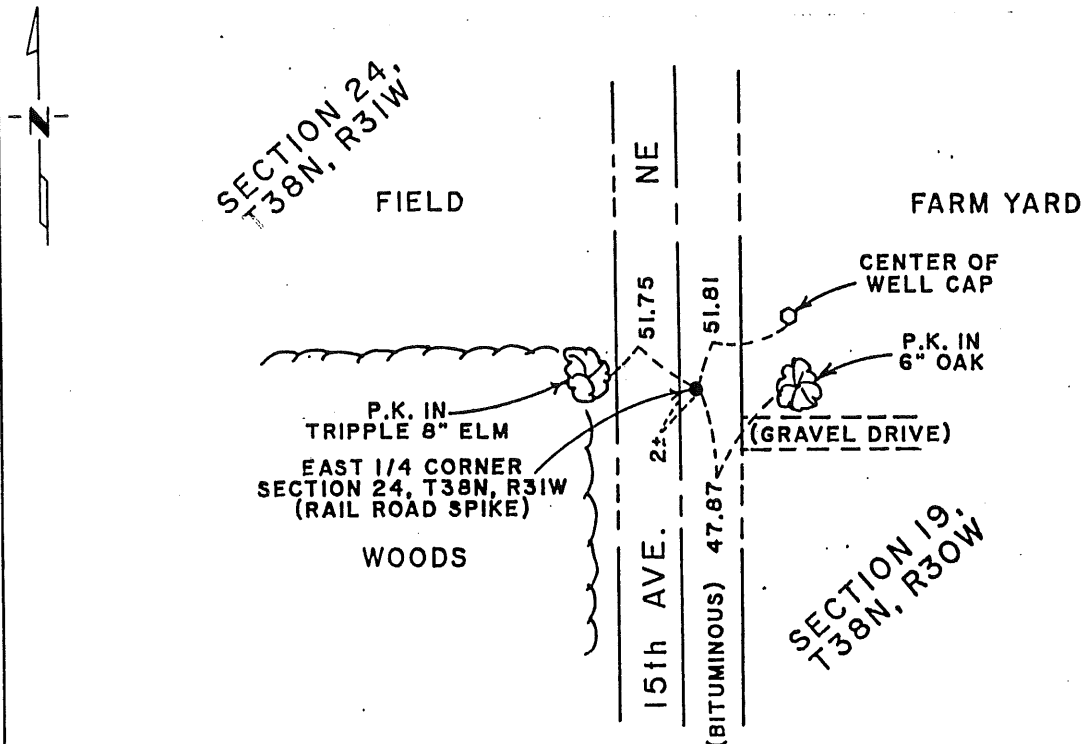 N
SECTION 24,
T38N, R31W
FIELD
NE
FARM YARD
CENTER OF
WELL CAP
51.75
51.81
P.K. IN
6" OAK
P.K. IN
TRIPPLE 8" ELM
(GRAVEL DRIVE)
2±
EAST 1/4 CORNER
SECTION 24, T38N, R31W
(RAIL ROAD SPIKE)
47.87
WOODS
15th AVE.
(BITUMINOUS)
SECTION 19,
T38N, R30W